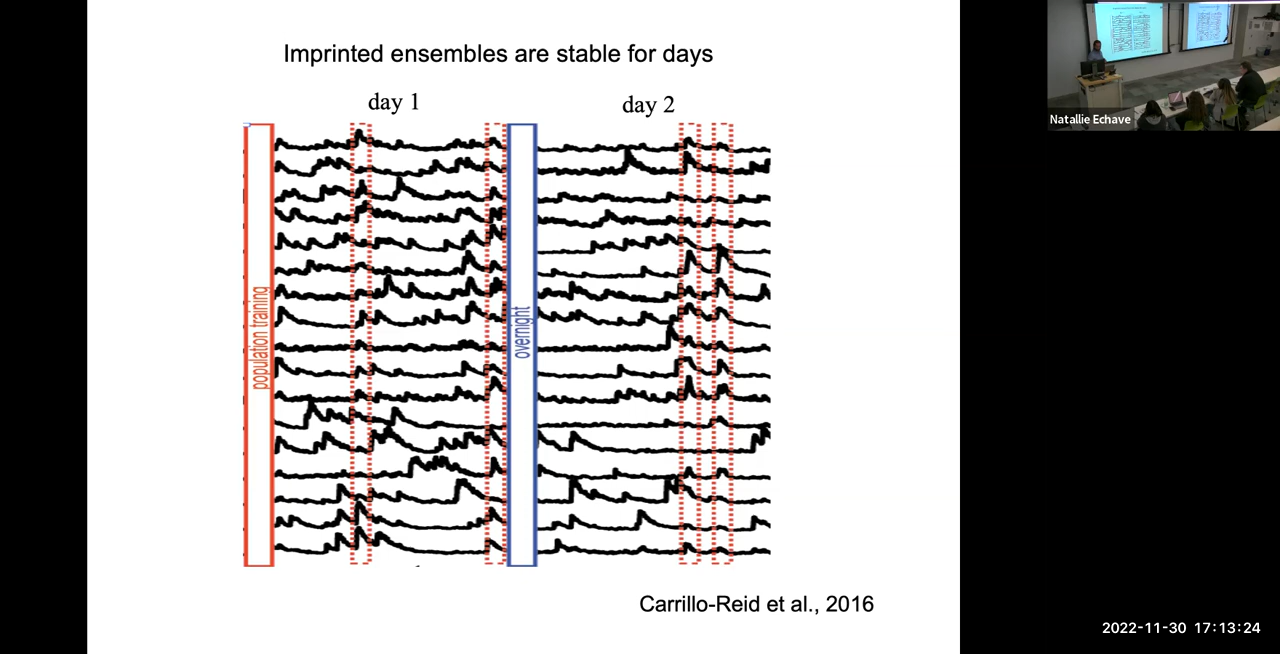 Imprinted ensembles are stable for days
day 1
day 2
population training
overnight
Carrillo-Reid et al., 2016
Natallie Echave
2022-11-30 17:13:24